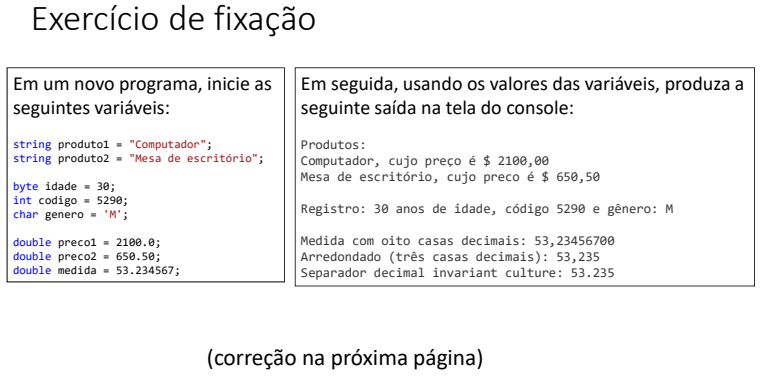 Exercício de fixação
Em um novo programa, inicie as
seguintes variáveis:
string produto1 = "Computador";
string produto2 = "Mesa de escritório";
byte idade = 30;
int codigo = 5290;
char genero = 'M';
double preco1 = 2100.0;
double preco2 = 650.50;
double medida = 53.234567;
Em seguida, usando os valores das variáveis, produza a
seguinte saída na tela do console:
Produtos:
Computador, cujo preço é $ 2100,00
Mesa de escritório, cujo preco é $ 650,50
Registro: 30 anos de idade, código 5290 e gênero: M
Medida com oito casas decimais: 53,23456700
Arredondado (três casas decimais): 53,235
Separador decimal invariant culture: 53.235
(correção na próxima página)